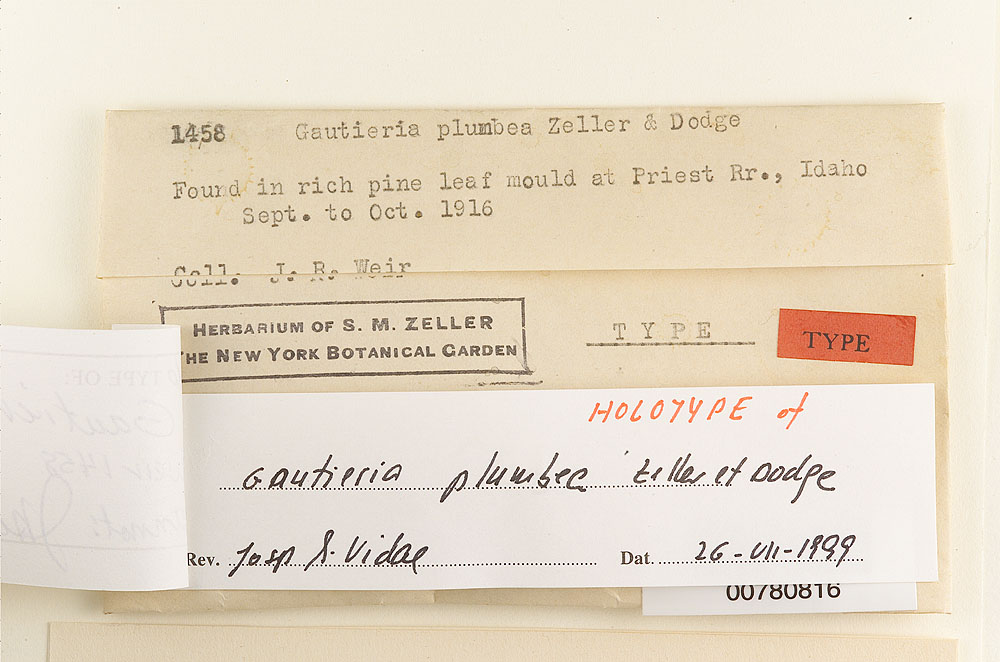 1458 Gautieria plumbea Zeller & Dodge
Found in rich pine leaf mould at Priest Rr., Idaho
Sept. to Oct. 1916
Coll. J. R. Weir
HERBARIUM OF S. M. ZELLER
THE NEW YORK BOTANICAL GARDEN
TYPE
TYPE
HOLOTYPE of
Gautieria plumbea Zeller et Dodge
Rev. Josp S. Vidal Dat. 26-VII-1999
00780816